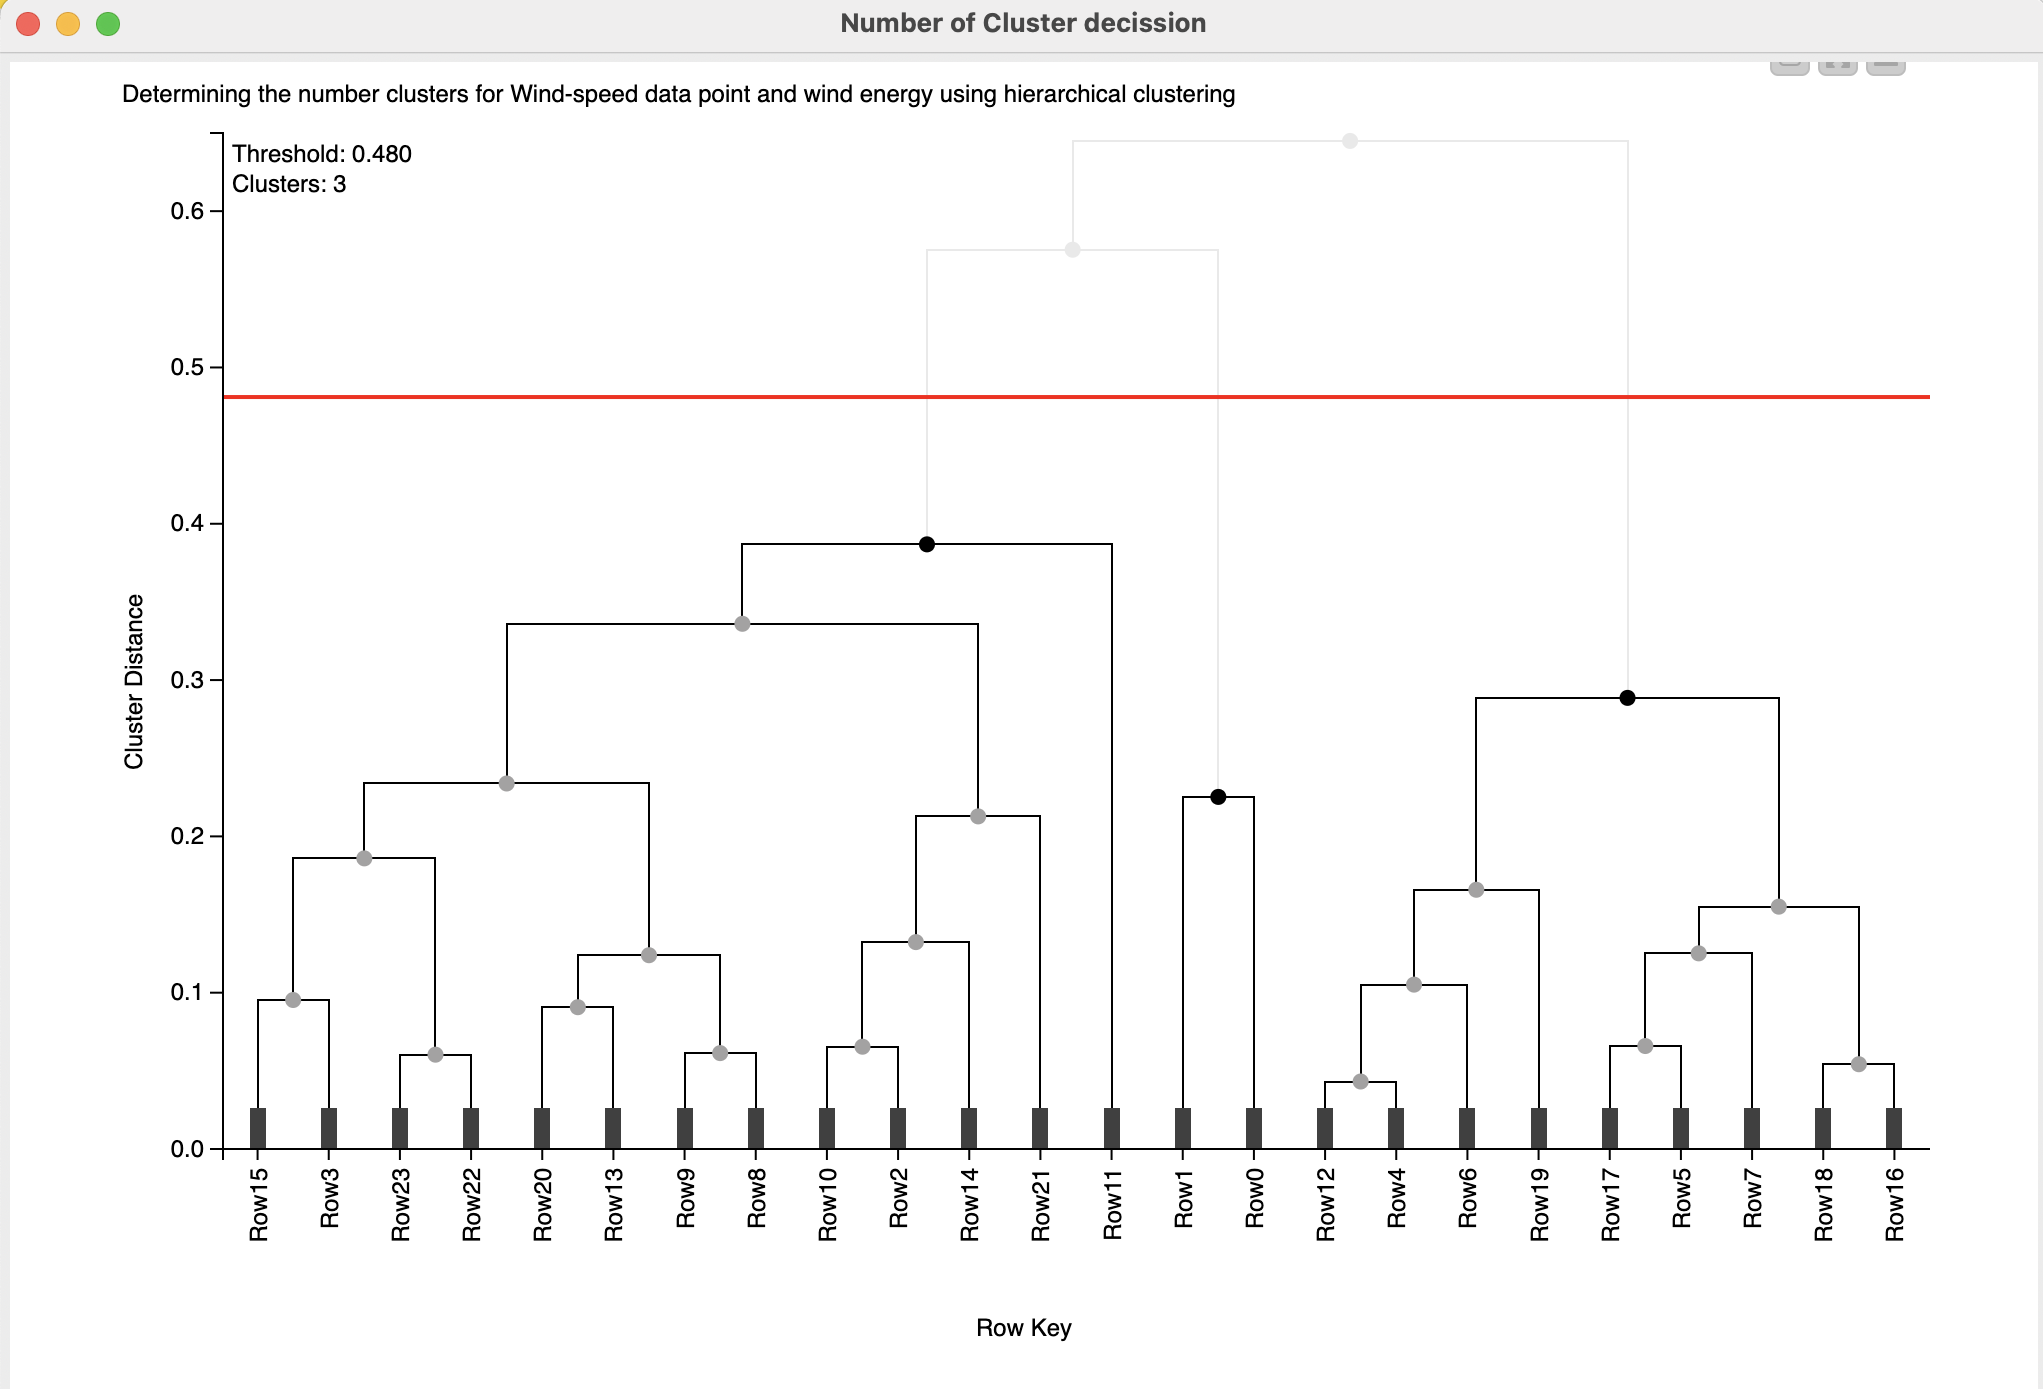 Number of Cluster decission
Determining the number clusters for Wind-speed data point and wind energy using hierarchical clustering
Threshold: 0.480
Clusters: 3
0.6
0.5
0.4
0.3
0.2
0.1
0.0
Cluster Distance
Row15
Row3
Row23
Row22
Row20
Row13
Row9
Row8
Row10
Row2
Row14
Row21
Row11
Row1
Row0
Row12
Row4
Row6
Row19
Row17
Row5
Row7
Row18
Row16
Row Key